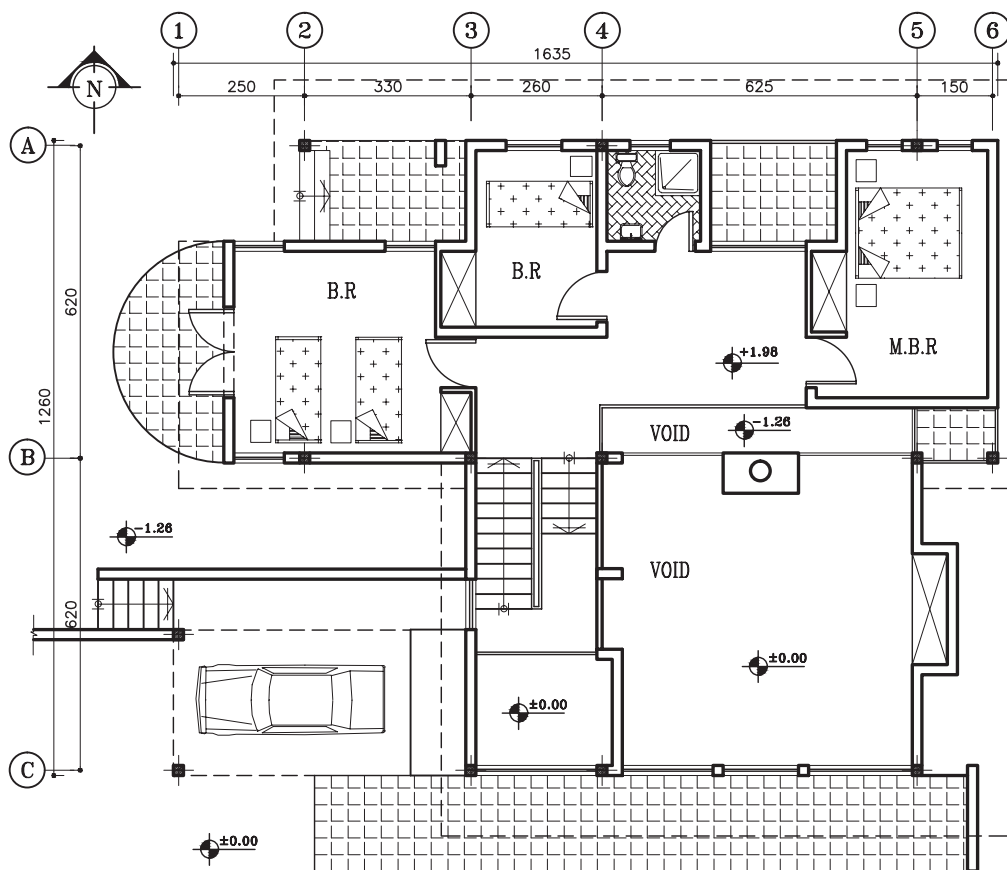 1 2 3 4 5 6
1635
N
250 330 260 625 150
A
B.R
B.R
+1.98
M.B.R
620
1260
VOID
-1.26
B
-1.26
VOID
620
±0.00
±0.00
C
±0.00